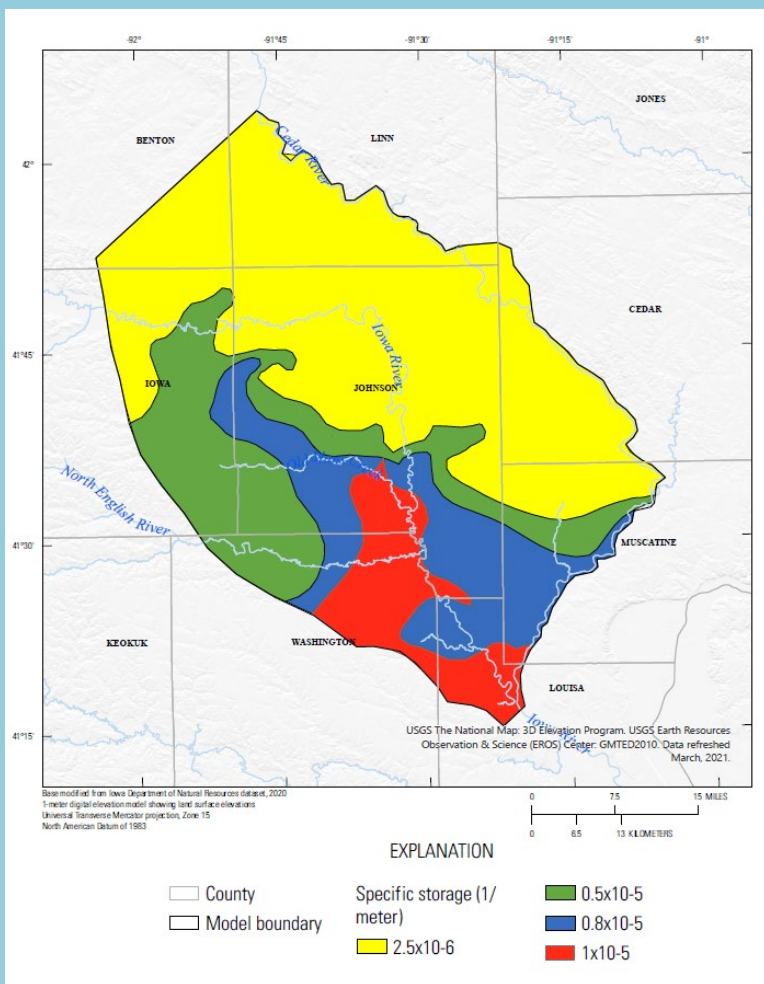 -92° -91°45' -91°30' -91°15' -91°
JONES
BENTON
LINN
Cedar River
42°
CEDAR
41°45'
Iowa River
IOWA
JOHNSON
North English River
41°30'
MUSCATINE
KEOKUK
WASHINGTON
LOUISA
Iowa River
41°15'
USGS The National Map: 3D Elevation Program. USGS Earth Resources
Observation & Science (EROS) Center: GMTED2010. Data refreshed
March, 2021.
Base modified from Iowa Department of Natural Resources dataset, 2020
1-meter digital elevation model showing land surface elevations
Universal Transverse Mercator projection, Zone 15
North American Datum of 1983
0 7.5 15 MILES
0 6.5 13 KILOMETERS
EXPLANATION
County
Model boundary
Specific storage (1/
meter)
2.5x10-6
0.5x10-5
0.8x10-5
1x10-5